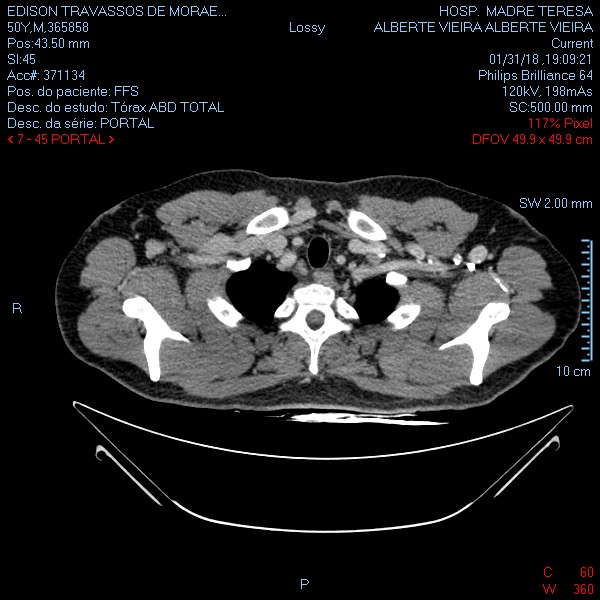 EDISON TRAVASSOS DE MORAE...
50Y,M,365858
Pos:43.50 mm
SI:45
Acc#: 371134
Pos. do paciente: FFS
Desc. do estudo: Tórax ABD TOTAL
Desc. da série: PORTAL
< 7 - 45 PORTAL >
Lossy
HOSP. MADRE TERESA
ALBERTE VIEIRA ALBERTE VIEIRA
Current
01/31/18 ,19:09:21
Philips Brilliance 64
120kV, 198mAs
SC:500.00 mm
117% Pixel
DFOV 49.9 x 49.9 cm
SW 2.00 mm
R
10 cm
P
C 60
W 360